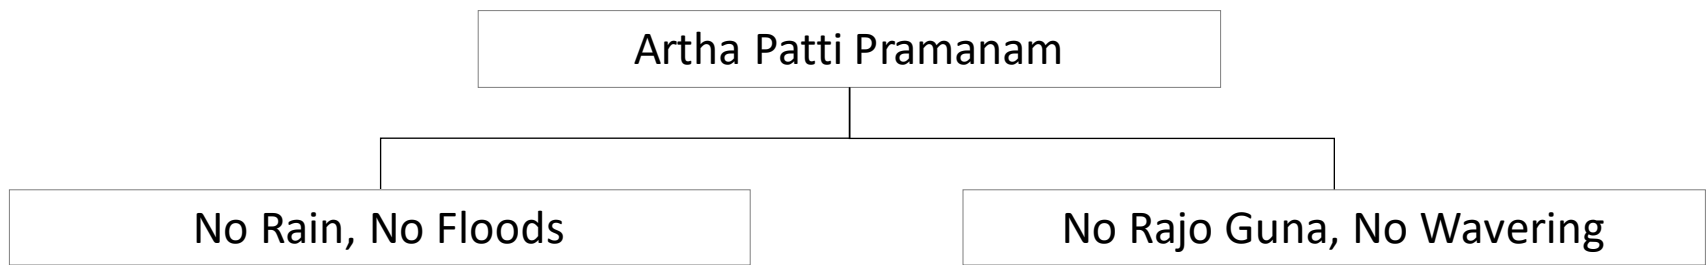 Artha Patti Pramanam
No Rain, No Floods
No Rajo Guna, No Wavering